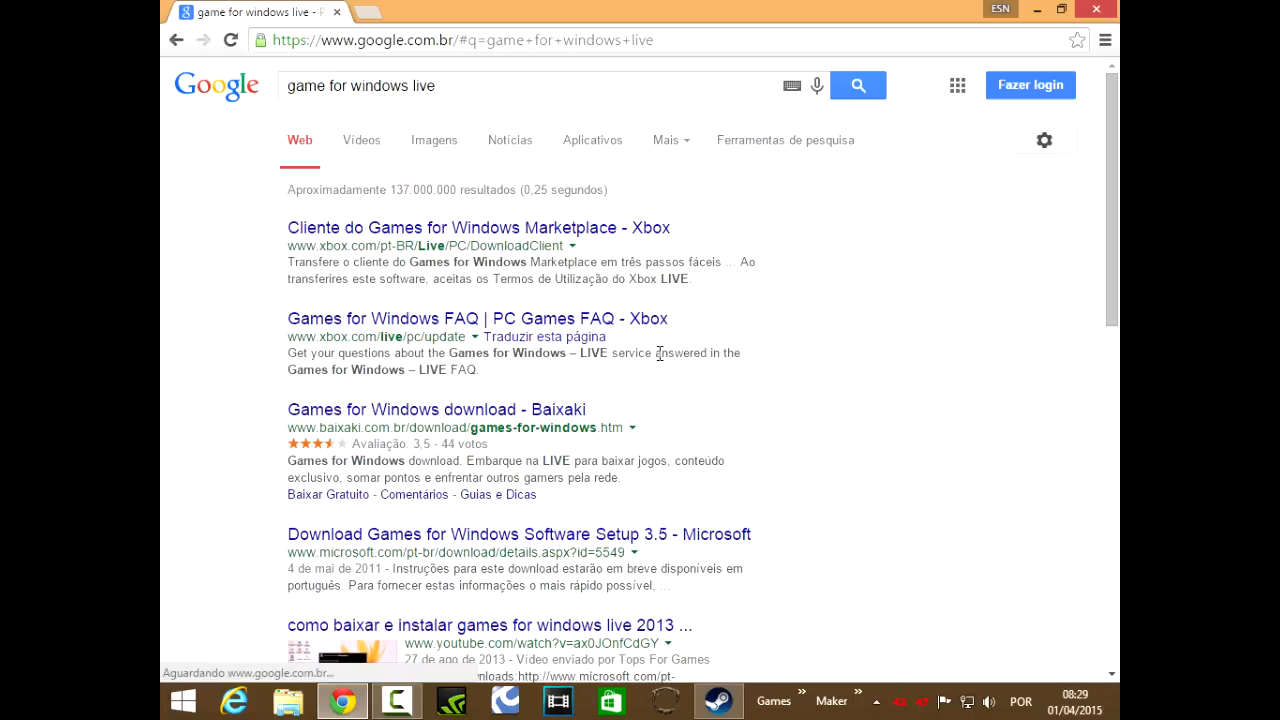 game for windows live - P
ESN
https://www.google.com.br/#q=game+for+windows+live
Google
game for windows live
Fazer login
Web Vídeos Imagens Notícias Aplicativos Mais Ferramentas de pesquisa
Aproximadamente 137.000.000 resultados (0,25 segundos)
Cliente do Games for Windows Marketplace - Xbox
www.xbox.com/pt-BR/Live/PC/DownloadClient
Transfere o cliente do Games for Windows Marketplace em três passos fáceis ... Ao
transferires este software, aceitas os Termos de Utilização do Xbox LIVE.
Games for Windows FAQ | PC Games FAQ - Xbox
www.xbox.com/live/pc/update Traduzir esta página
Get your questions about the Games for Windows – LIVE service answered in the
Games for Windows – LIVE FAQ.
Games for Windows download - Baixaki
www.baixaki.com.br/download/games-for-windows.htm
Avaliação: 3,5 - 44 votos
Games for Windows download. Embarque na LIVE para baixar jogos, conteúdo
exclusivo, somar pontos e enfrentar outros gamers pela rede.
Baixar Gratuito - Comentários - Guias e Dicas
Download Games for Windows Software Setup 3.5 - Microsoft
www.microsoft.com/pt-br/download/details.aspx?id=5549
4 de mai de 2011 - Instruções para este download estarão em breve disponíveis em
português. Para fornecer estas informações o mais rápido possível, ...
como baixar e instalar games for windows live 2013 ...
www.youtube.com/watch?v=ax0JOnfCdGY
27 de ago de 2013 - Vídeo enviado por Tops For Games
Aguardando www.google.com.br...
nloads:http://www.microsoft.com/pt-
Games
Maker
POR
08:29
01/04/2015